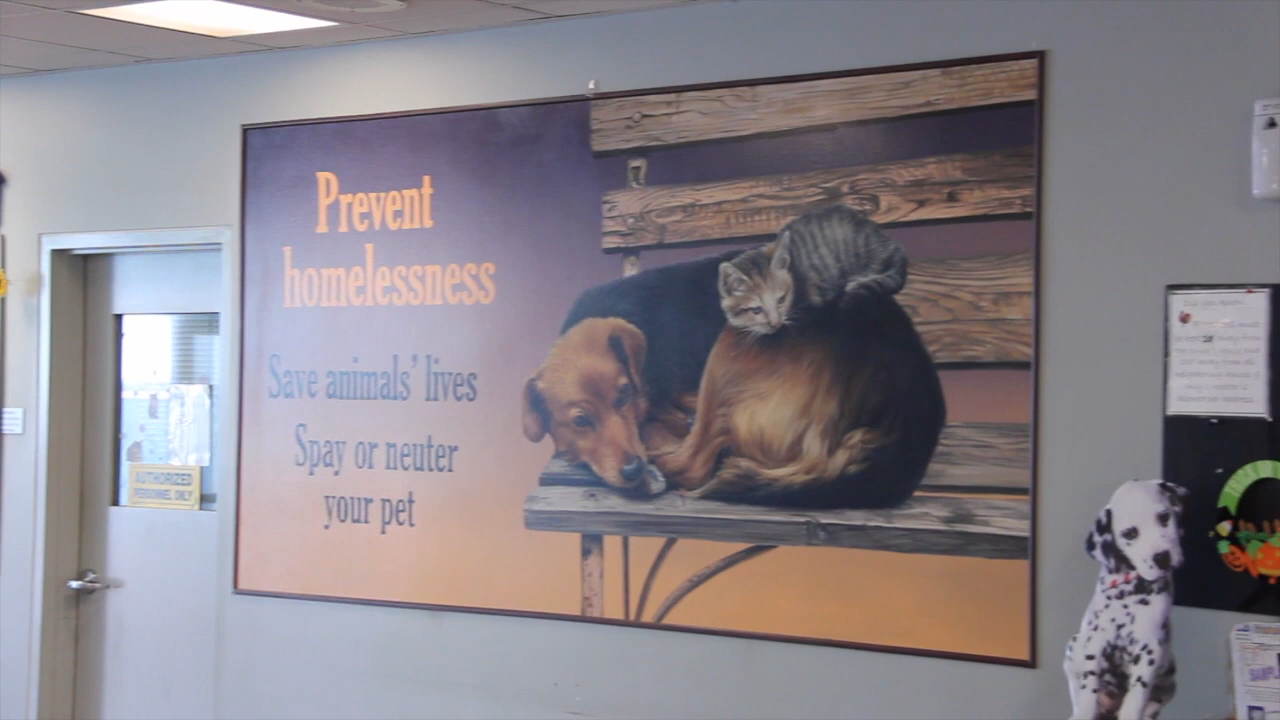 Prevent
homelessness
Save animals' lives
Spay or neuter
your pet
AUTHORIZED
PERSONNEL ONLY